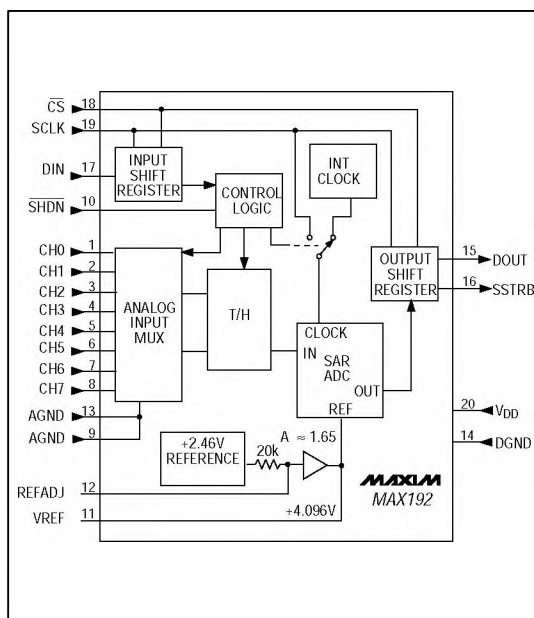 CS 18
SCLK 19
DIN 17
SHDN 10
CH0 1
CH1 2
CH2 3
CH3 4
CH4 5
CH5 6
CH6 7
CH7 8
AGND 13
AGND 9
REFADJ 12
VREF 11
INPUT
SHIFT
REGISTER
CONTROL
LOGIC
INT
CLOCK
ANALOG
INPUT
MUX
T/H
CLOCK
IN
SAR
ADC
OUT
REF
OUTPUT
SHIFT
REGISTER
15 DOUT
16 SSTRB
20 VDD
14 DGND
+2.46V
REFERENCE
20k
A ≈ 1.65
+4.096V
MAXIM
MAX192